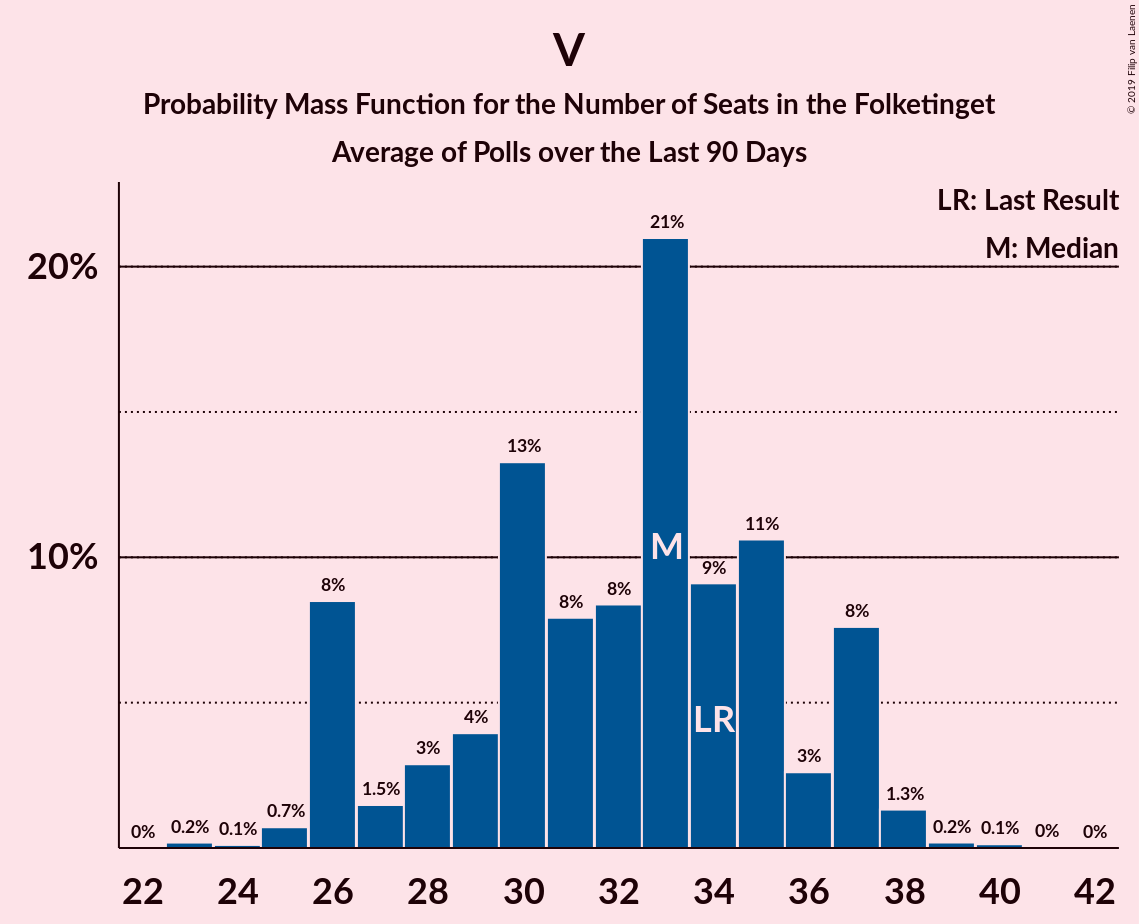 V
Probability Mass Function for the Number of Seats in the Folketinget
Average of Polls over the Last 90 Days
© 2019 Filip van Laenen
LR: Last Result
M: Median
20%
10%
0%
0.2%
0.1%
0.7%
8%
1.5%
3%
4%
13%
8%
8%
21%
9%
11%
3%
8%
1.3%
0.2%
0.1%
0%
0%
M
LR
22 24 26 28 30 32 34 36 38 40 42